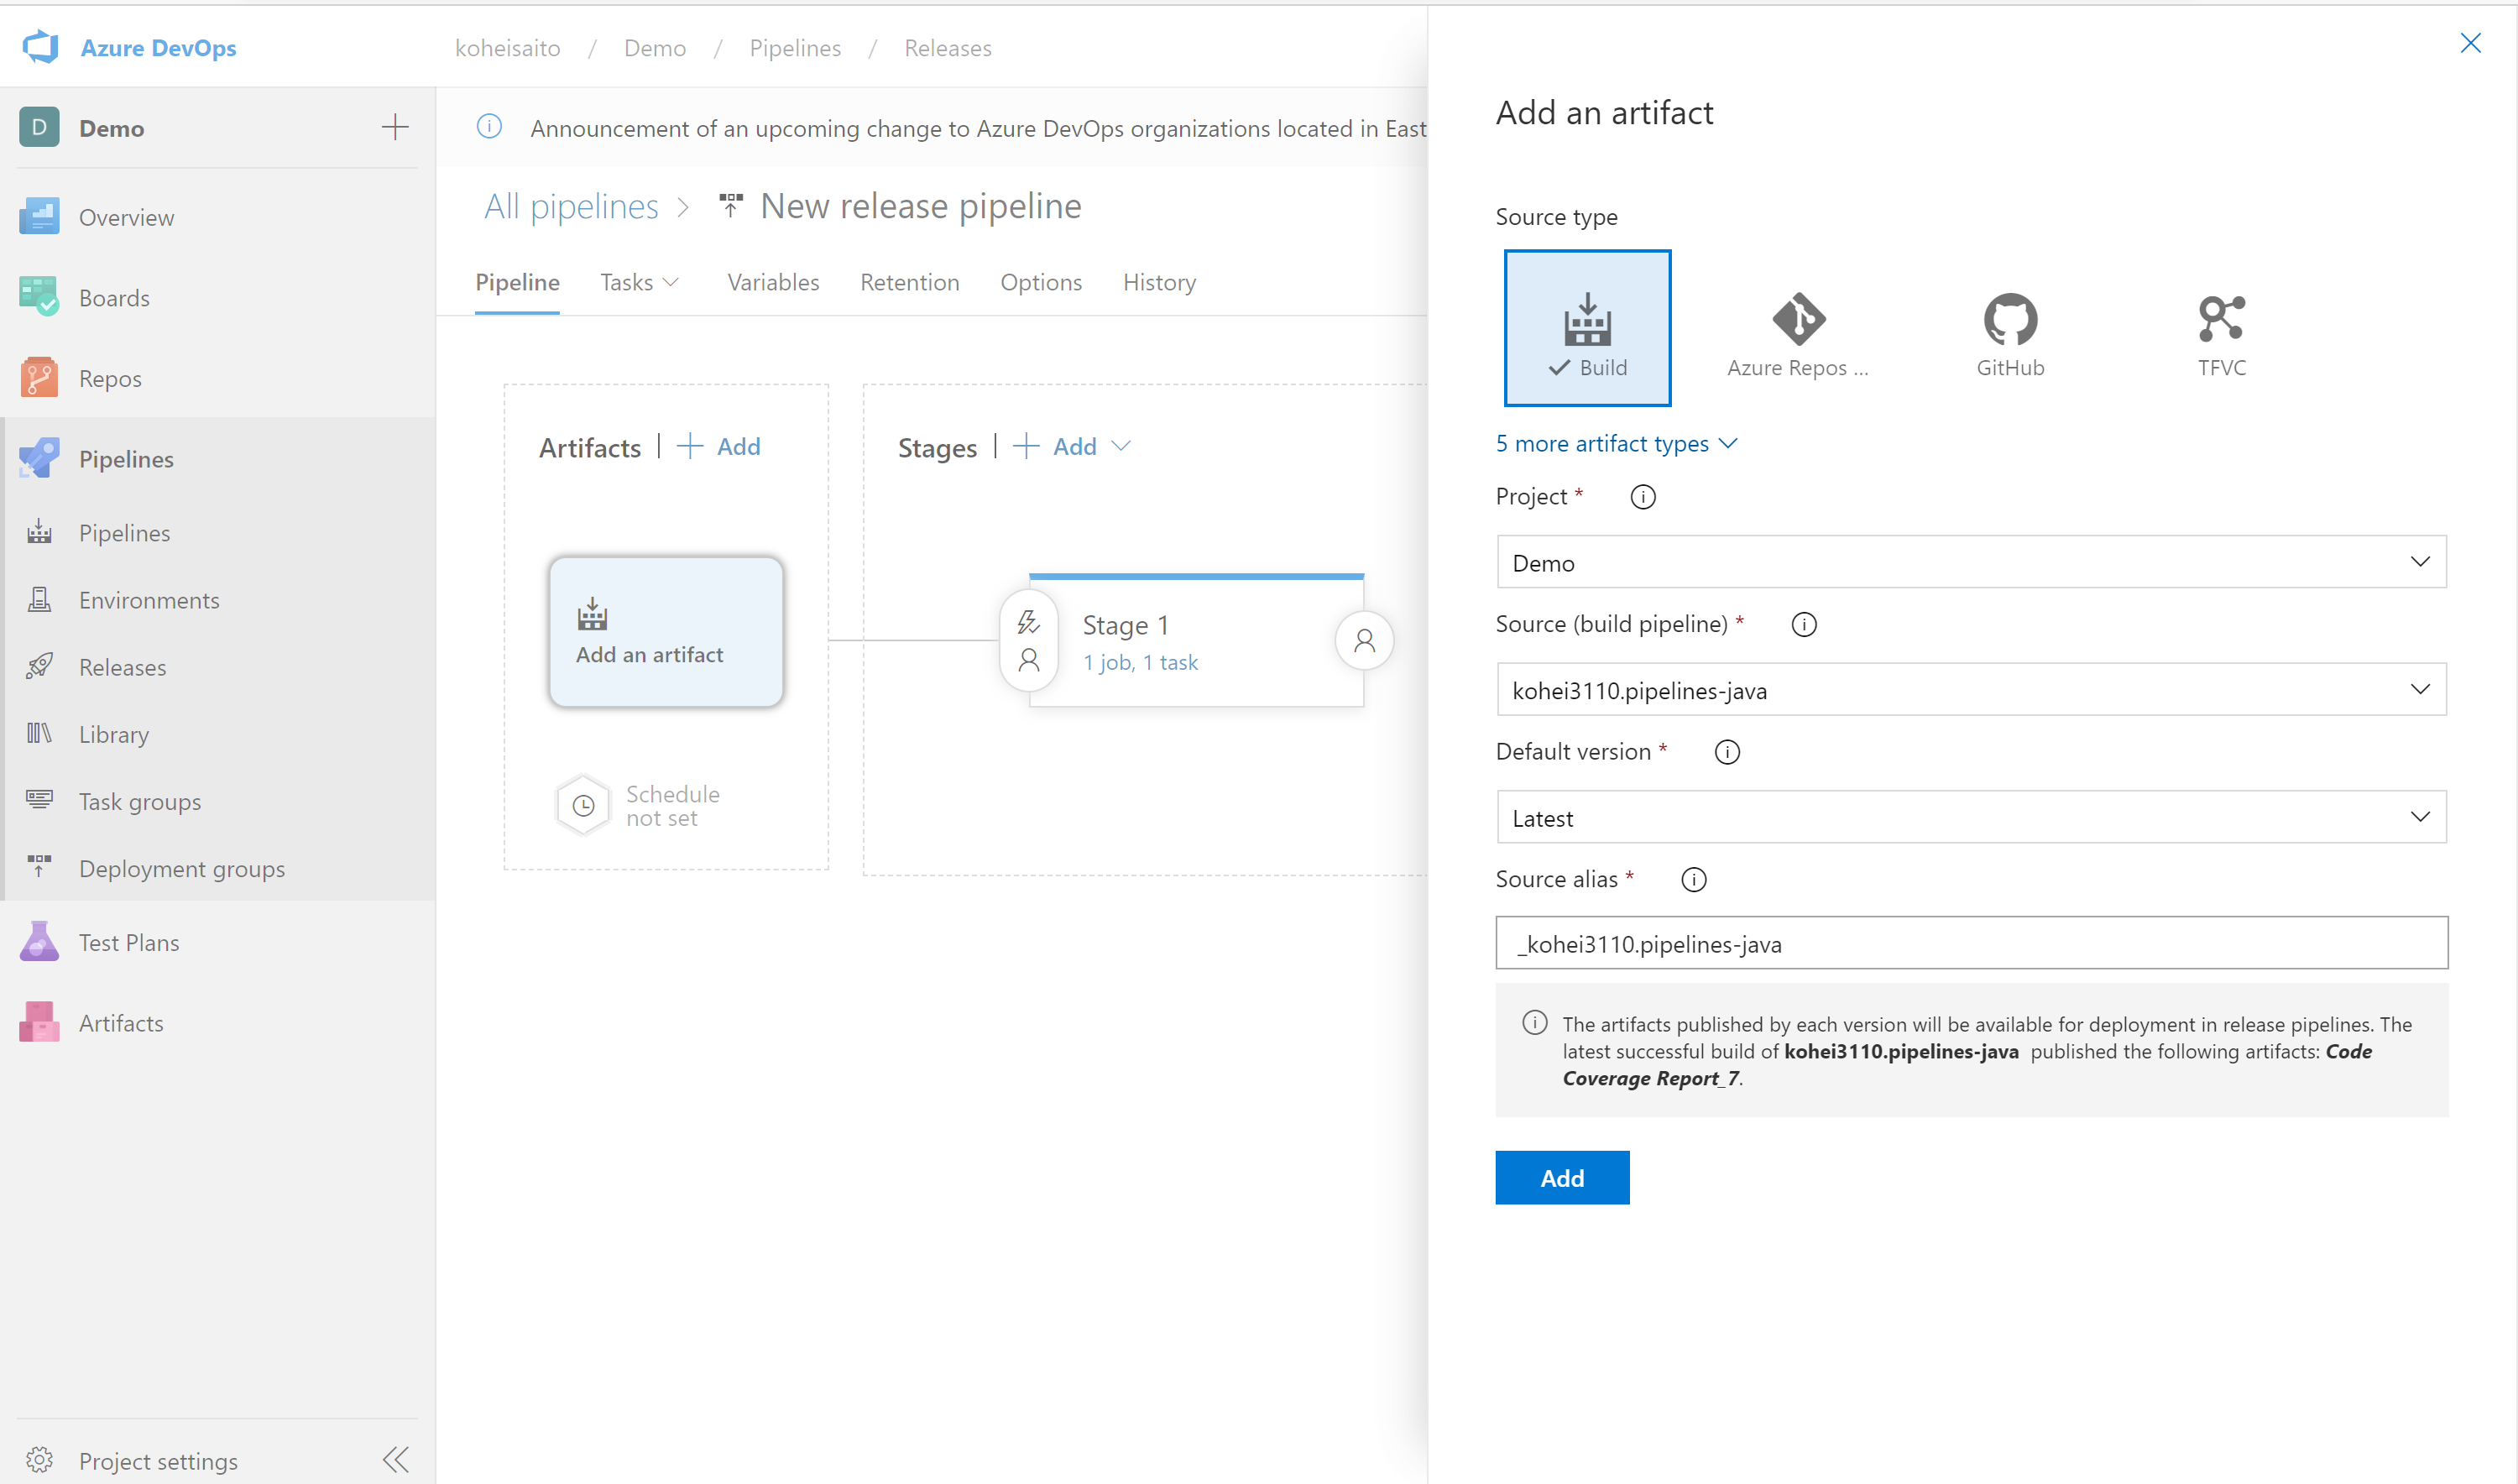 Azure DevOps
koheisaito / Demo / Pipelines / Releases
D Demo
Overview
Boards
Repos
Pipelines
Pipelines
Environments
Releases
Library
Task groups
Deployment groups
Test Plans
Artifacts
Project settings
Announcement of an upcoming change to Azure DevOps organizations located in East
All pipelines > New release pipeline
Pipeline Tasks Variables Retention Options History
Artifacts | + Add
Add an artifact
Schedule
not set
Stages | + Add
Stage 1
1 job, 1 task
Add an artifact
Source type
Build
Azure Repos ...
GitHub
TFVC
5 more artifact types
Project *
Demo
Source (build pipeline) *
kohei3110.pipelines-java
Default version *
Latest
Source alias *
_kohei3110.pipelines-java
The artifacts published by each version will be available for deployment in release pipelines. The
latest successful build of kohei3110.pipelines-java published the following artifacts: Code
Coverage Report_7.
Add